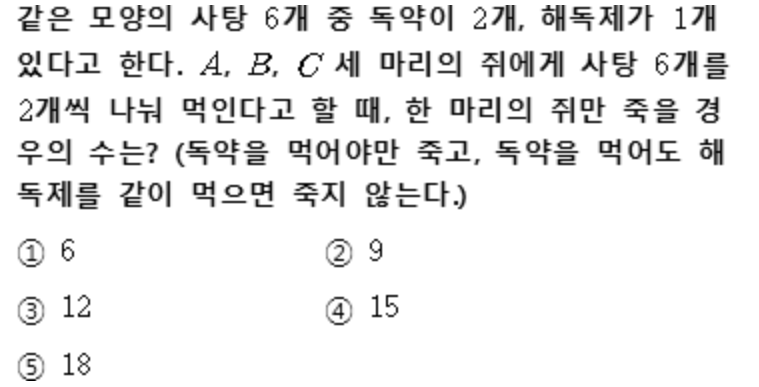 같은 모양의 사탕 6개 중 독약이 2개, 해독제가 1개
있다고 한다. A, B, C 세 마리의 쥐에게 사탕 6개를
2개씩 나눠 먹인다고 할 때, 한 마리의 쥐만 죽을 경
우의 수는? (독약을 먹어야만 죽고, 독약을 먹어도 해
독제를 같이 먹으면 죽지 않는다.)
① 6 ② 9
③ 12 ④ 15
⑤ 18